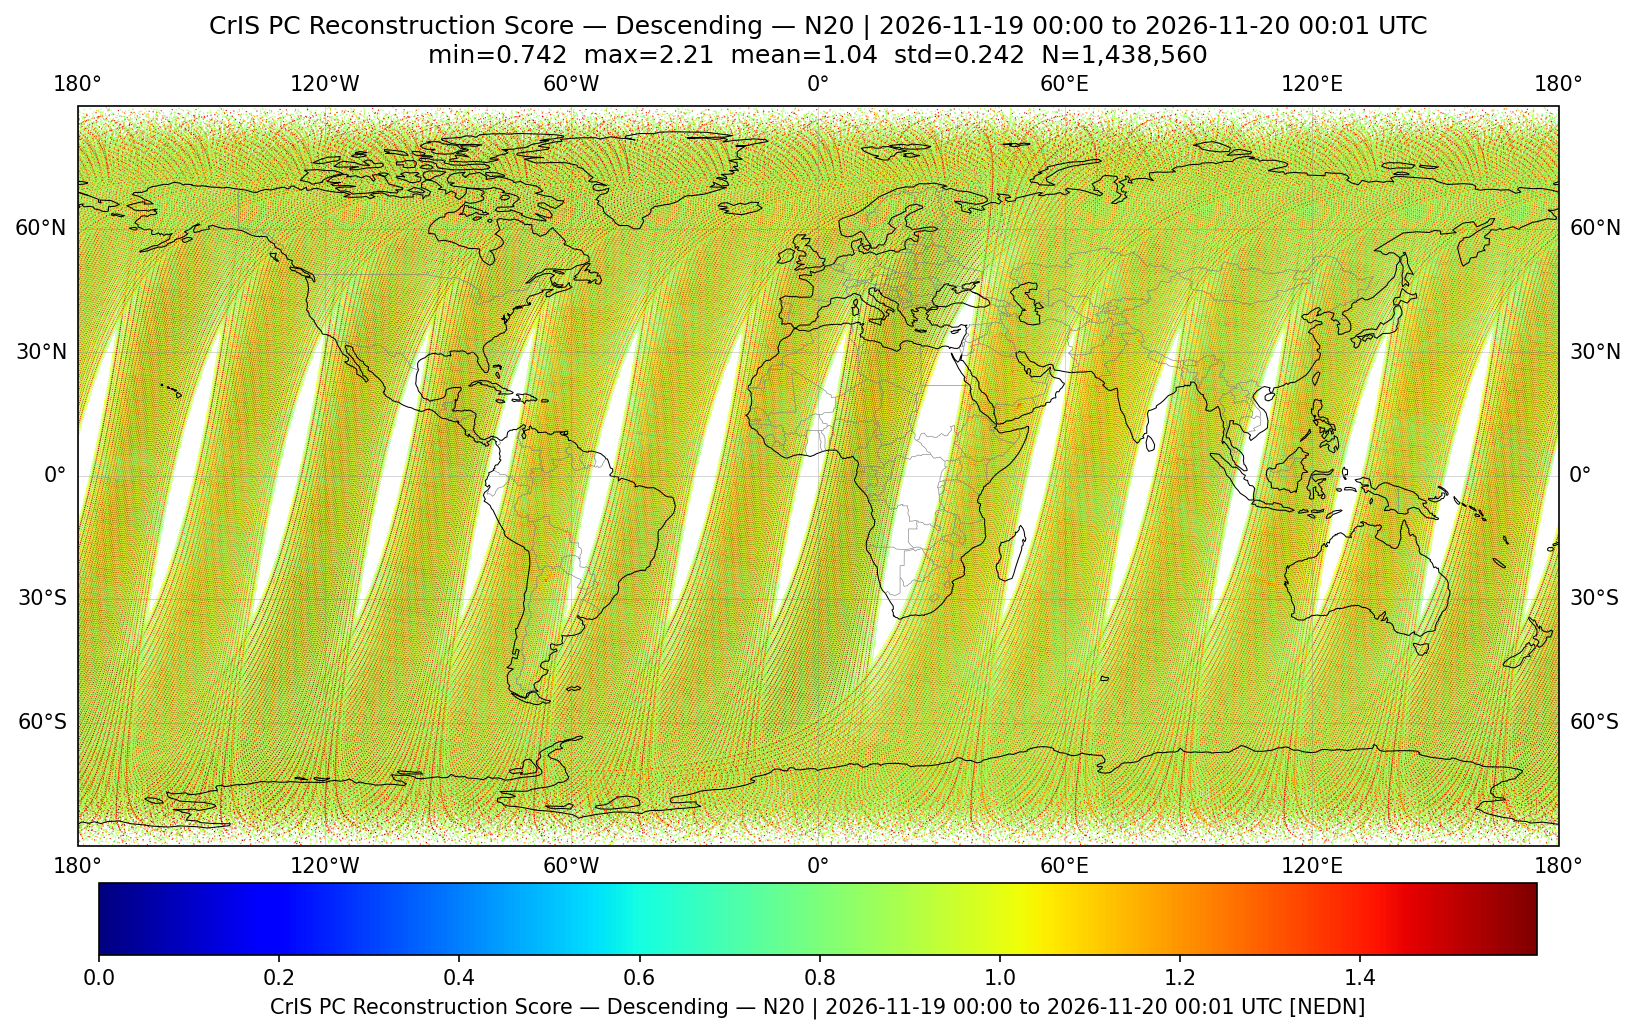 CrIS PC Reconstruction Score — Descending — N20 | 2026-11-19 00:00 to 2026-11-20 00:01 UTC
min=0.742 max=2.21 mean=1.04 std=0.242 N=1,438,560
180° 120°W 60°W 0° 60°E 120°E 180°
60°N 60°N
30°N 30°N
0° 0°
30°S 30°S
60°S 60°S
180° 120°W 60°W 0° 60°E 120°E 180°
0.0 0.2 0.4 0.6 0.8 1.0 1.2 1.4
CrIS PC Reconstruction Score — Descending — N20 | 2026-11-19 00:00 to 2026-11-20 00:01 UTC [NEDN]